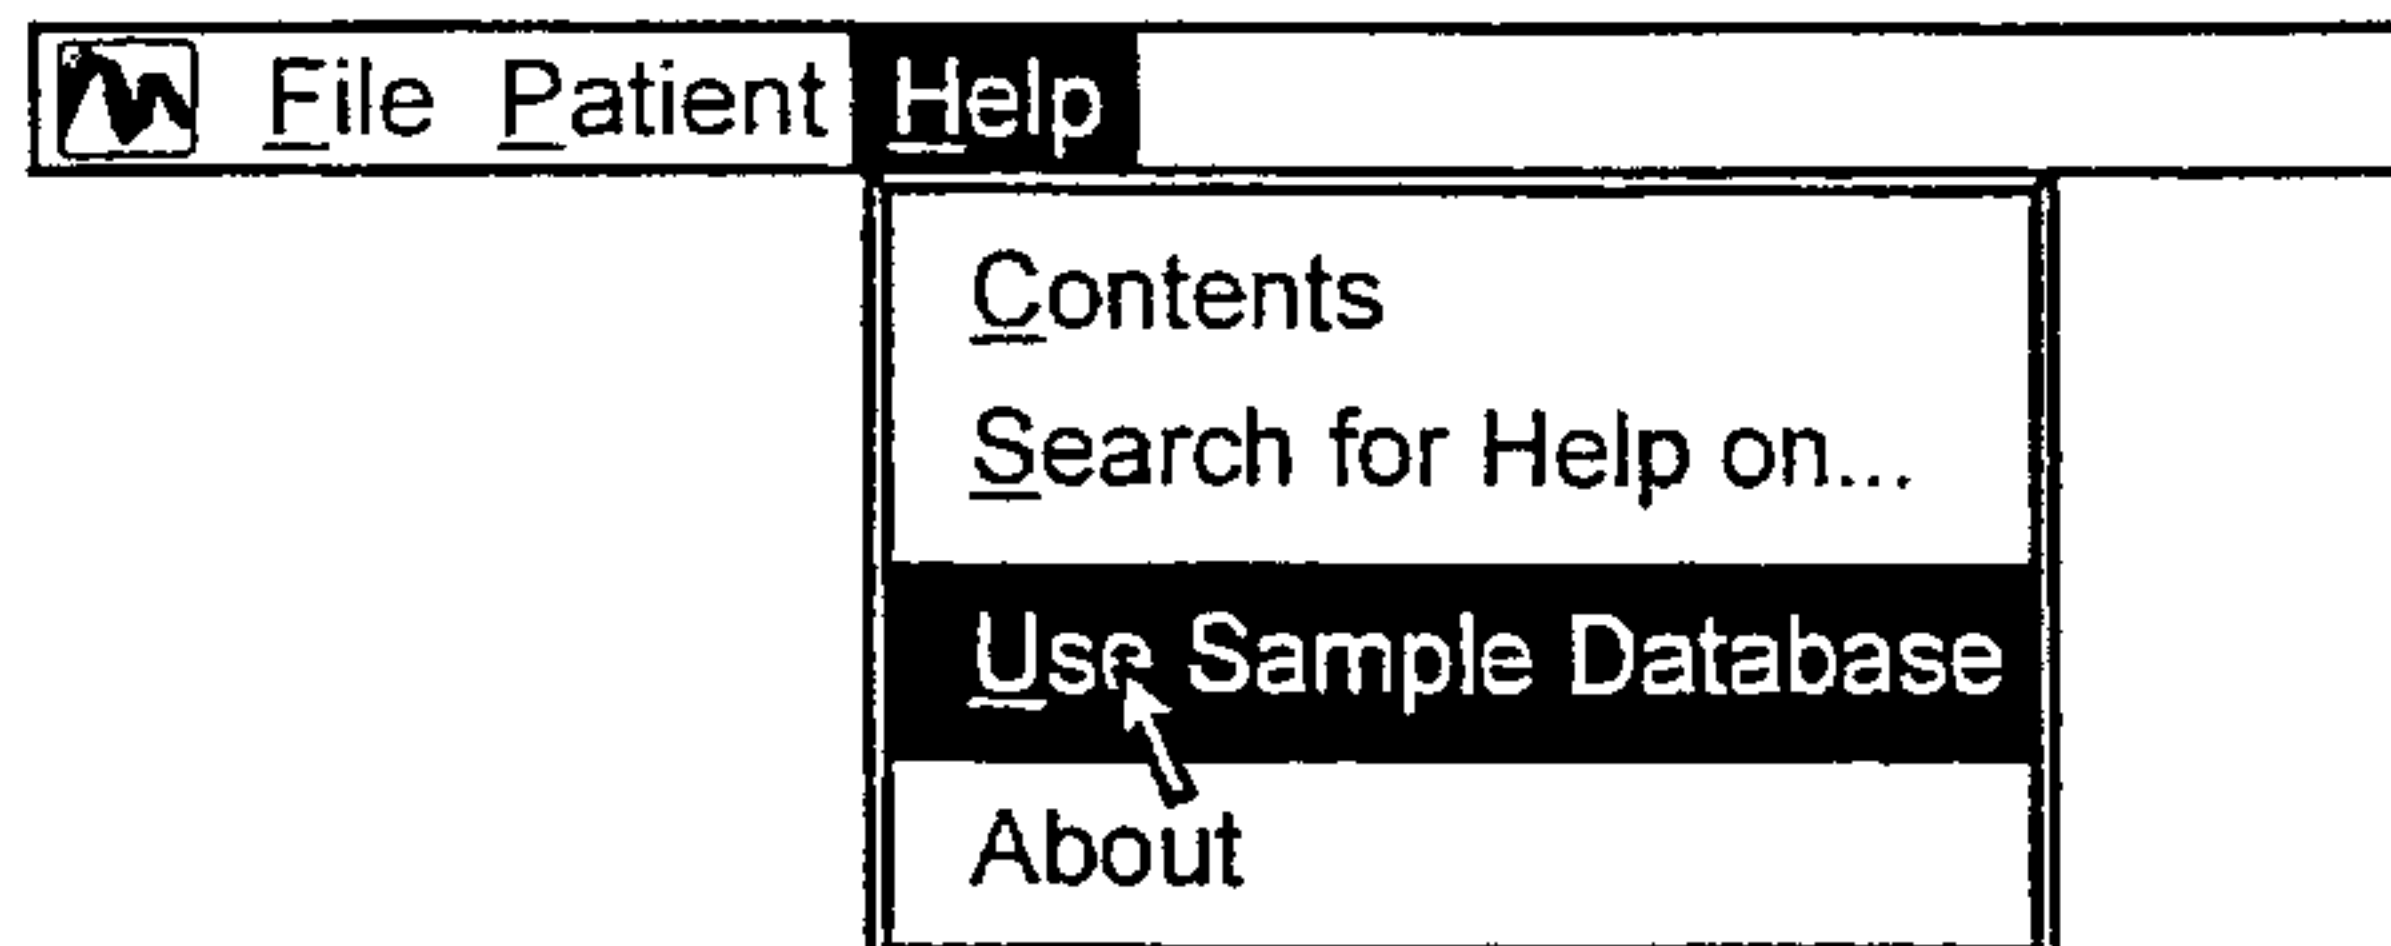 File Patient Help
Contents
Search for Help on...
Use Sample Database
About